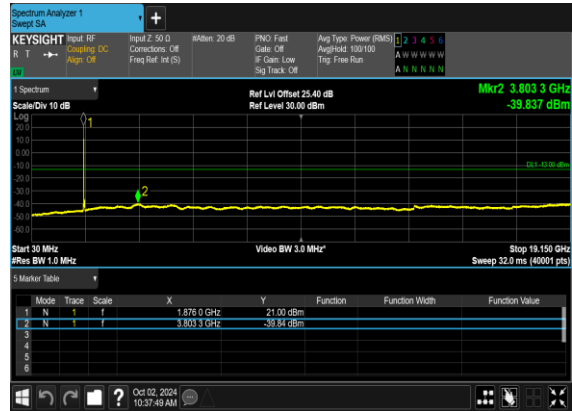 Spectrum Analyzer 1
Swept SA
+
KEYSIGHT Input: RF Input Z: 50 Ω #Atten: 20 dB PNO: Fast Avg Type: Power (RMS) 1 2 3 4 5 6
R T Coupling: DC Corrections: Off Gate: Off Avg|Hold: 100/100 A W W W W W
Align: Off Freq Ref: Int (S) IF Gain: Low Trig: Free Run
Sig Track: Off A N N N N N
1 Spectrum Ref Lvl Offset 25.40 dB Mkr2 3.803 3 GHz
Scale/Div 10 dB Ref Level 30.00 dBm -39.837 dBm
Log
1
20.0
10.0
0.00
-10.0
DL1 -13.00 dBm
-20.0
-30.0
2
-40.0
-50.0
-60.0
Start 30 MHz Video BW 3.0 MHz* Stop 19.150 GHz
#Res BW 1.0 MHz Sweep 32.0 ms (40001 pts)
5 Marker Table
Mode Trace Scale X Y Function Function Width Function Value
1 N 1 f 1.876 0 GHz 21.00 dBm
2 N 1 f 3.803 3 GHz -39.84 dBm
3
4
5
6
? Oct 02, 2024
10:37:49 AM